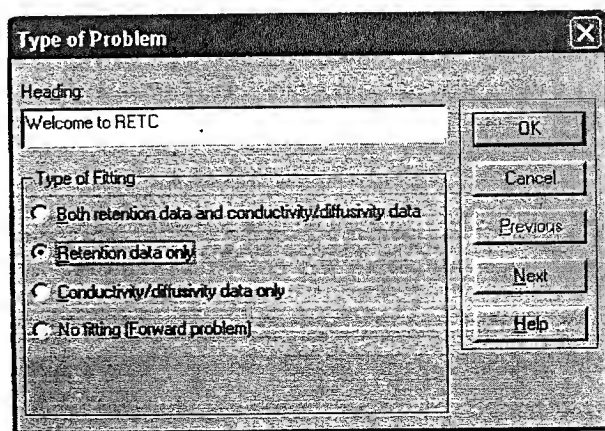 Type of Problem
Heading:
Welcome to RETC
Type of Fitting
Both retention data and conductivity/diffusivity data
Retention data only
Conductivity/diffusivity data only
No fitting (Forward problem)
OK
Cancel
Previous
Next
Help